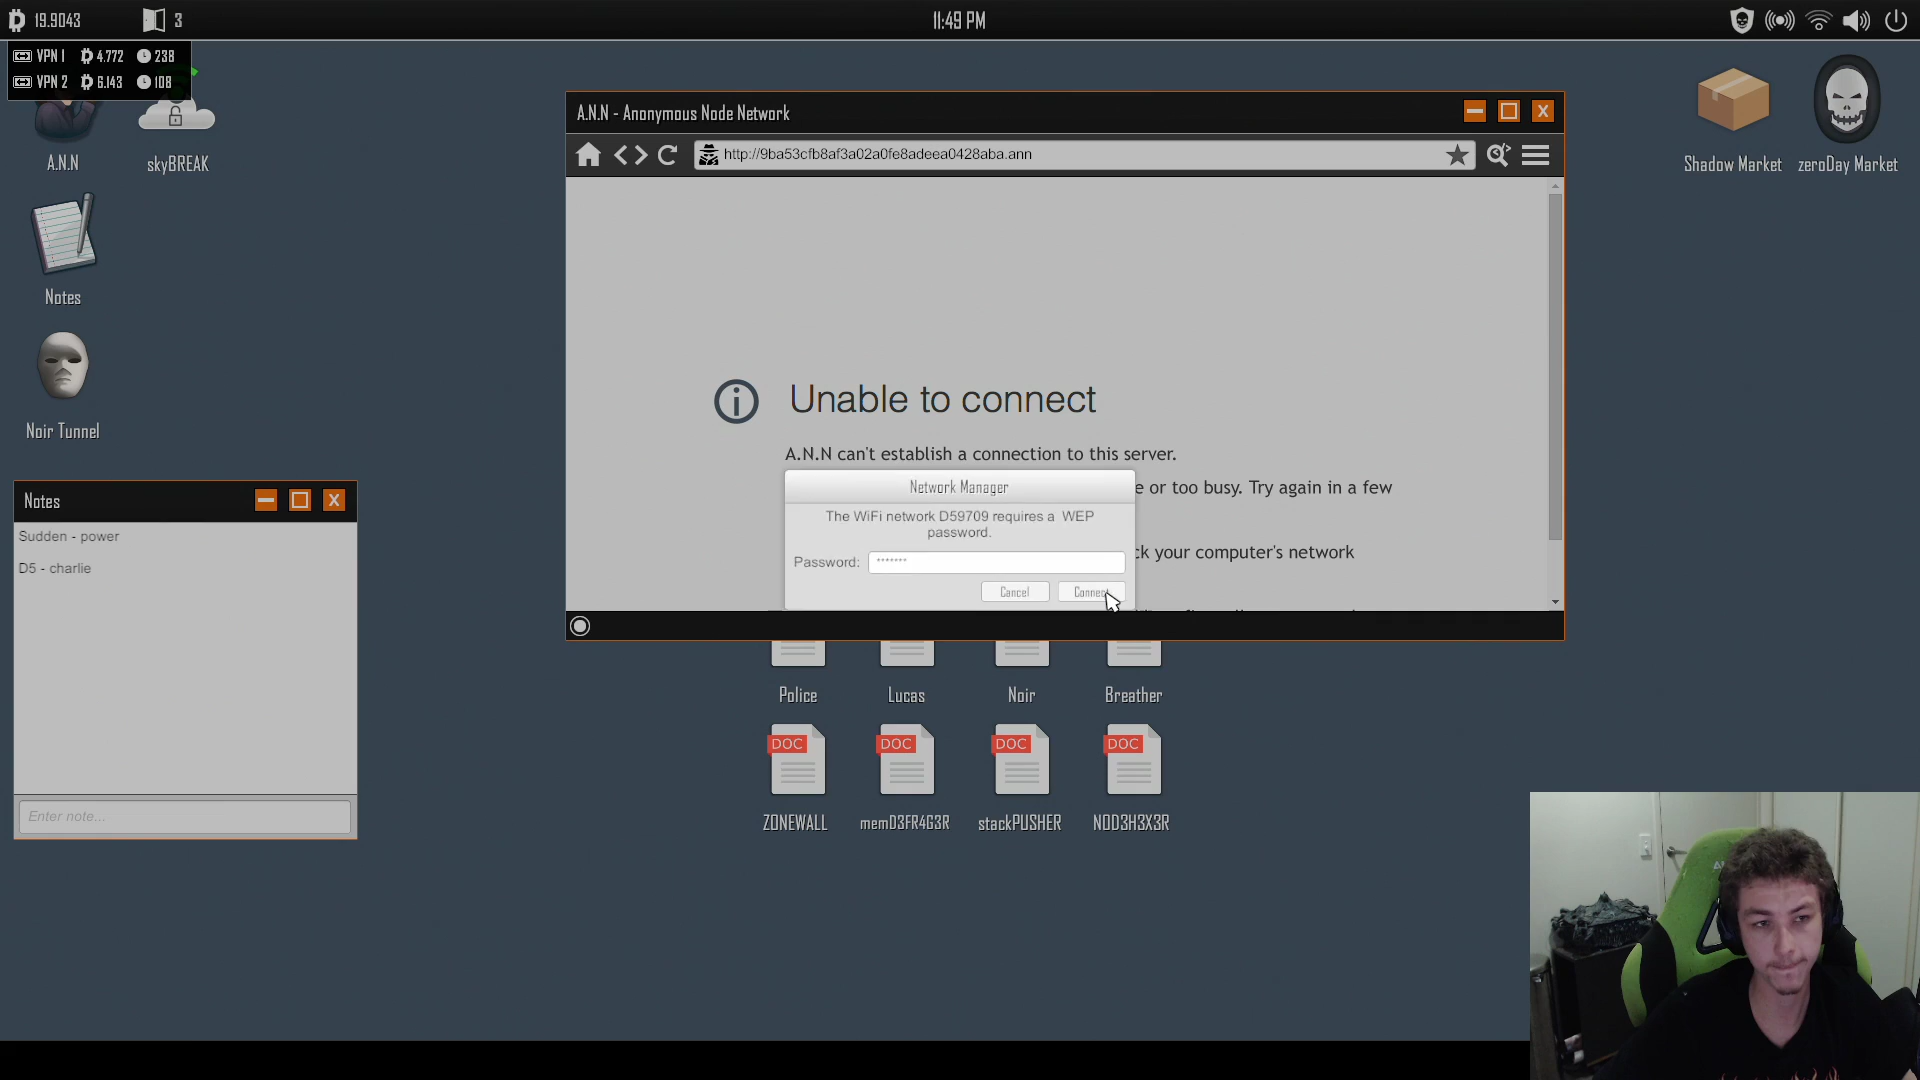 19.9043
3
11:49 PM
VPN 1 4.772 238
VPN 2 6.143 108
A.N.N
skyBREAK
Notes
Noir Tunnel
Shadow Market
zeroDay Market
A.N.N - Anonymous Node Network
http://9ba53cfb8af3a02a0fe8adeea0428aba.ann
Unable to connect
A.N.N can't establish a connection to this server.
e or too busy. Try again in a few
ck your computer's network
Network Manager
The WiFi network D59709 requires a WEP
password.
Password: *******
Cancel
Connect
Notes
Sudden - power
D5 - charlie
Enter note...
Police
Lucas
Noir
Breather
DOC
DOC
DOC
DOC
ZONEWALL
memD3FR4G3R
stackPUSHER
N0D3H3X3R